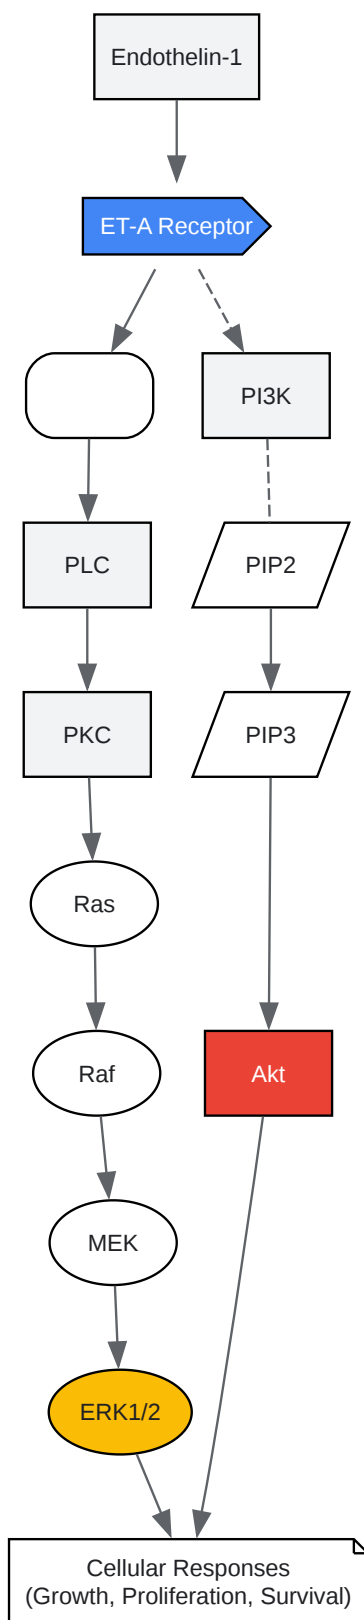 Endothelin-1
ET-A Receptor
PI3K
PLC
PIP2
PKC
PIP3
Ras
Raf
Akt
MEK
ERK1/2
Cellular Responses
(Growth, Proliferation, Survival)